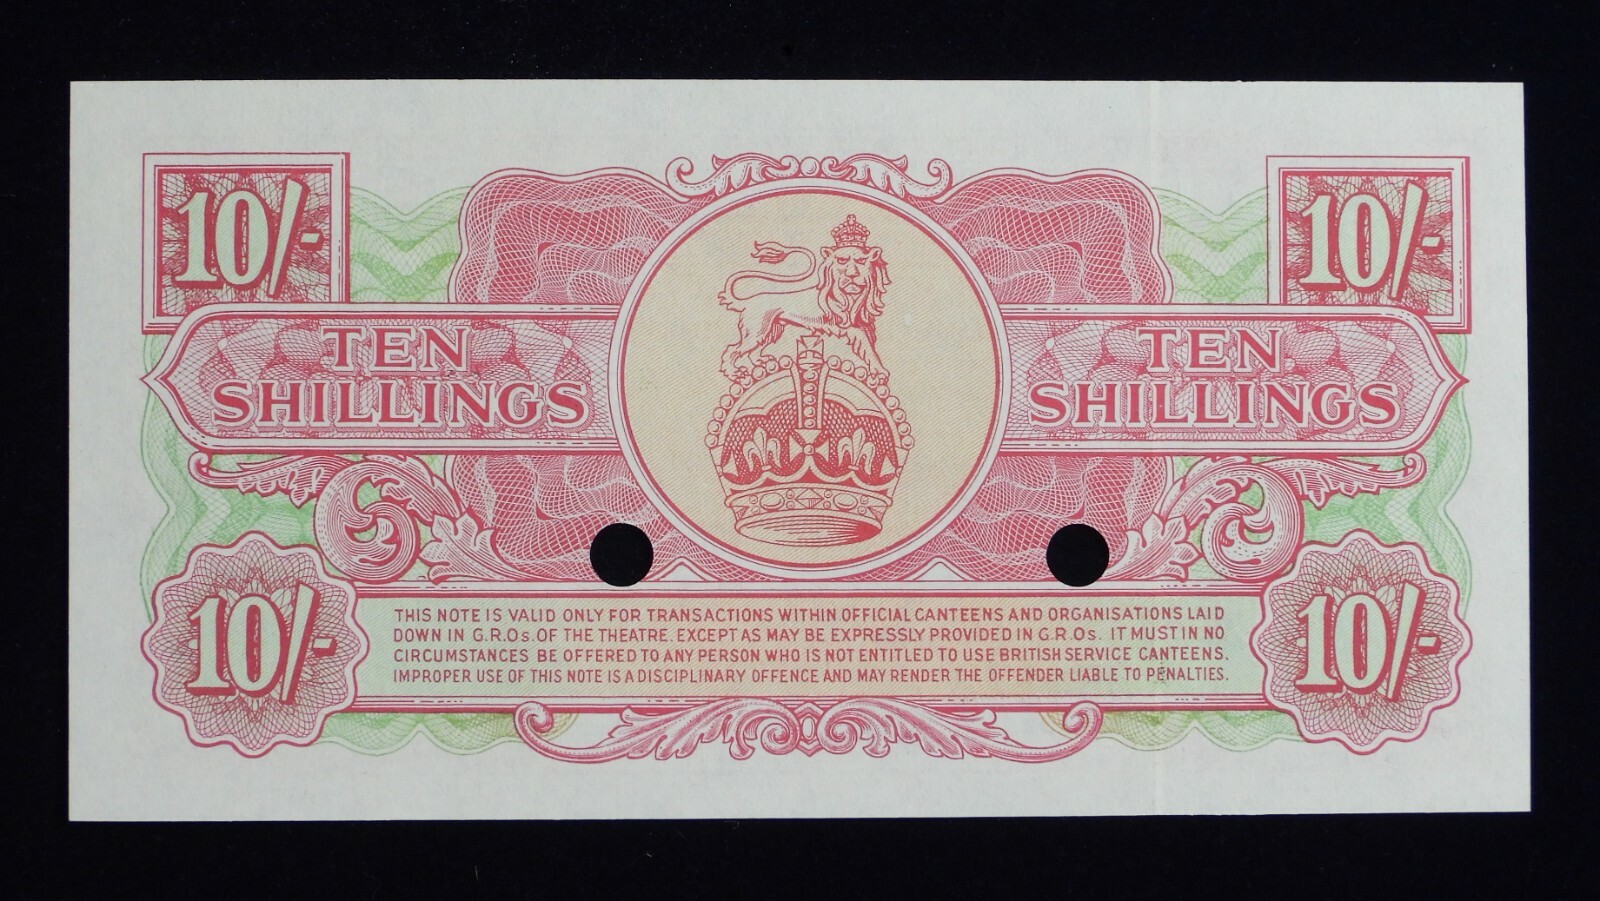 10/-
10/-
TEN
SHILLINGS
TEN
SHILLINGS
THIS NOTE IS VALID ONLY FOR TRANSACTIONS WITHIN OFFICIAL CANTEENS AND ORGANISATIONS LAID
DOWN IN G.R.Os. OF THE THEATRE. EXCEPT AS MAY BE EXPRESSLY PROVIDED IN G.R.Os. IT MUST IN NO
CIRCUMSTANCES BE OFFERED TO ANY PERSON WHO IS NOT ENTITLED TO USE BRITISH SERVICE CANTEENS.
IMPROPER USE OF THIS NOTE IS A DISCIPLINARY OFFENCE AND MAY RENDER THE OFFENDER LIABLE TO PENALTIES.
10/-
10/-